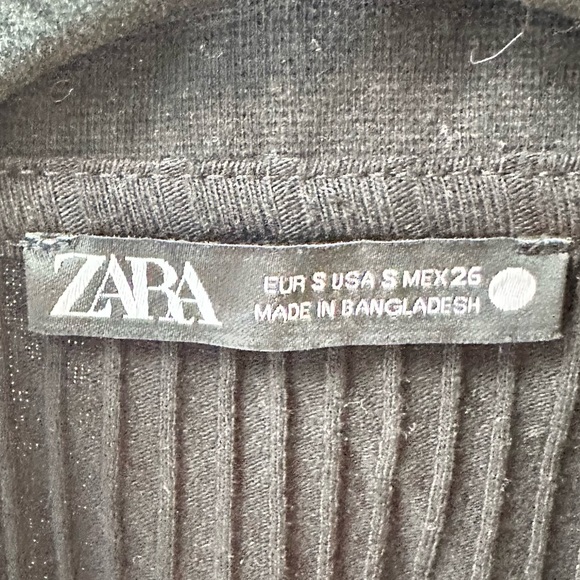 ZARA
EUR S USA S MEX 26
MADE IN BANGLADESH